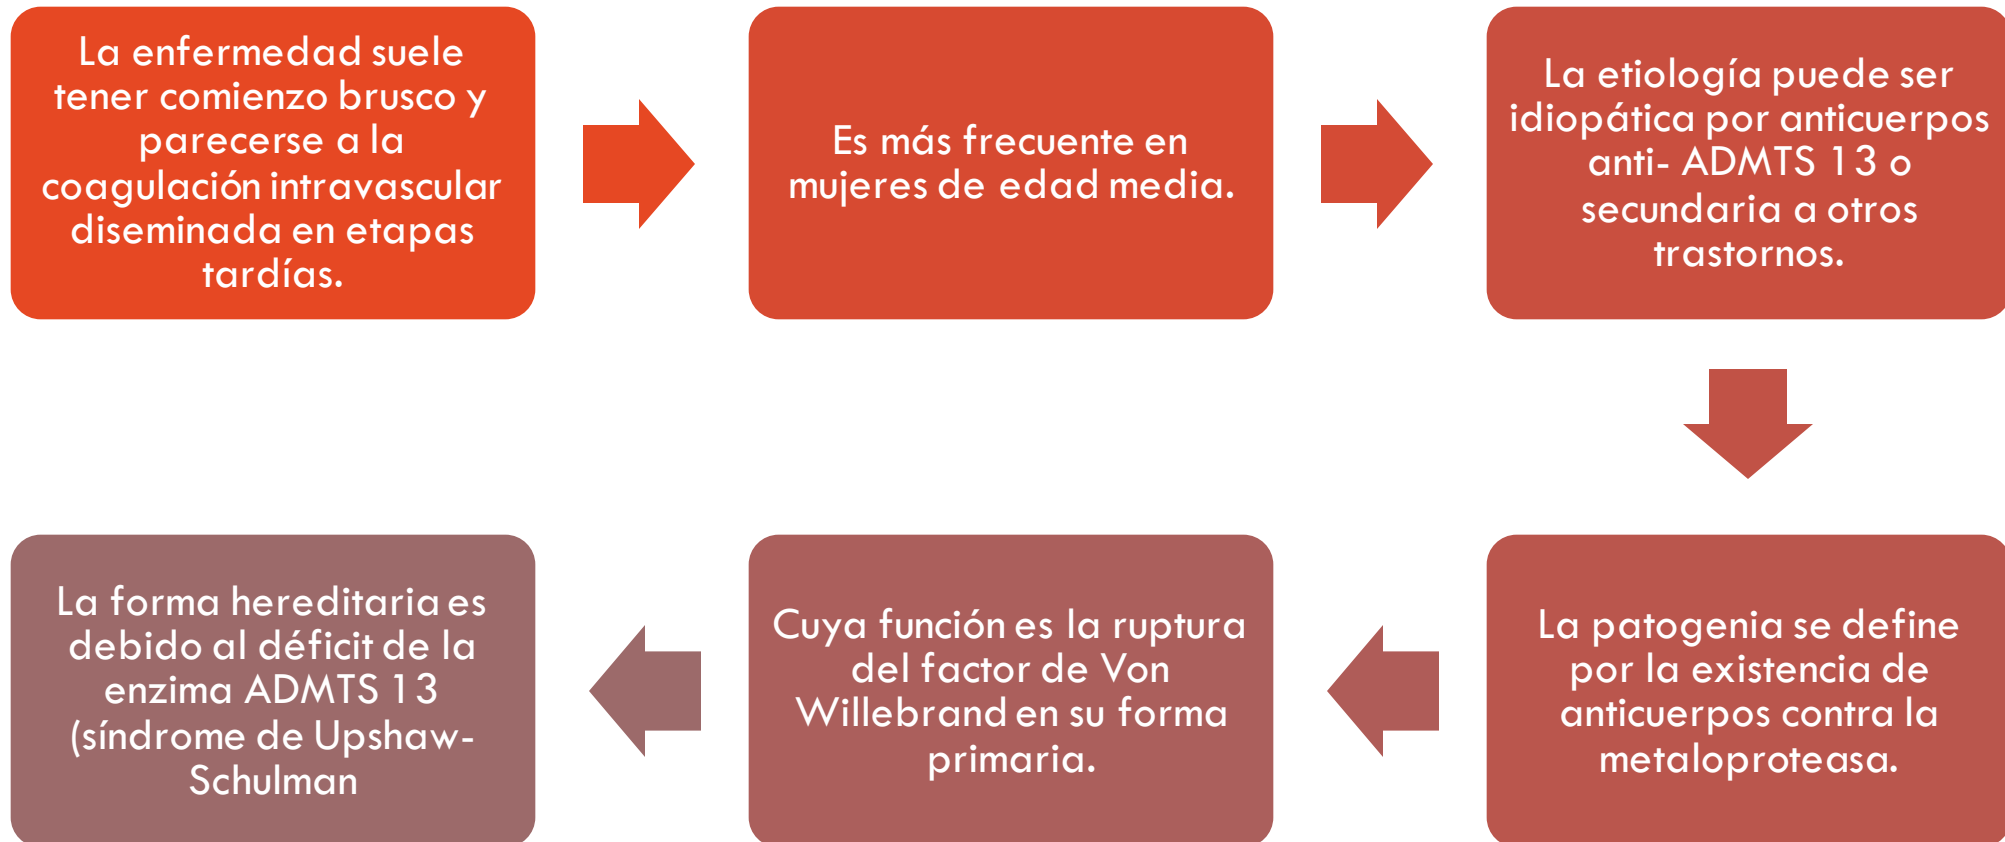 La enfermedad suele
tener comienzo brusco y
parecerse a la
coagulación intravascular
diseminada en etapas
tardías.
Es más frecuente en
mujeres de edad media.
La etiología puede ser
idiopática por anticuerpos
anti- ADMTS 13 o
secundaria a otros
trastornos.
La patogenia se define
por la existencia de
anticuerpos contra la
metaloproteasa.
Cuya función es la ruptura
del factor de Von
Willebrand en su forma
primaria.
La forma hereditaria es
debido al déficit de la
enzima ADMTS 13
(síndrome de Upshaw-
Schulman